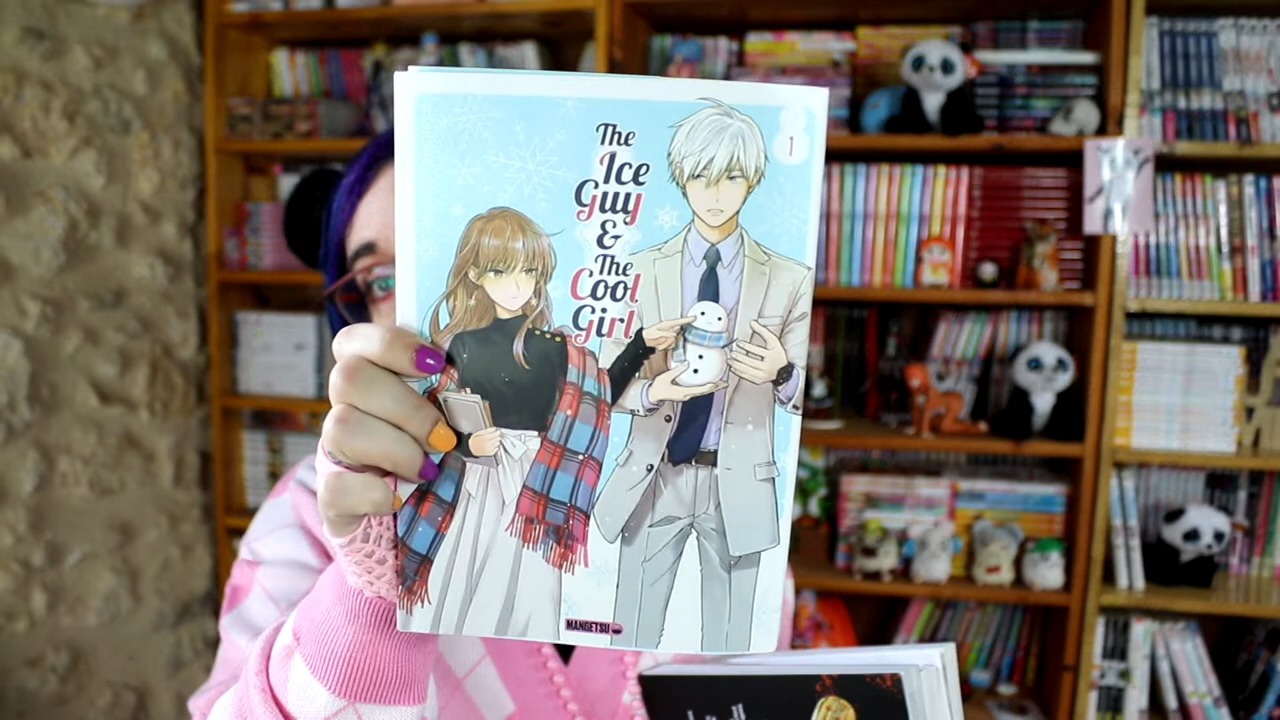 The
Ice
Guy
&
The
Cool
Girl
1
MANGETSU